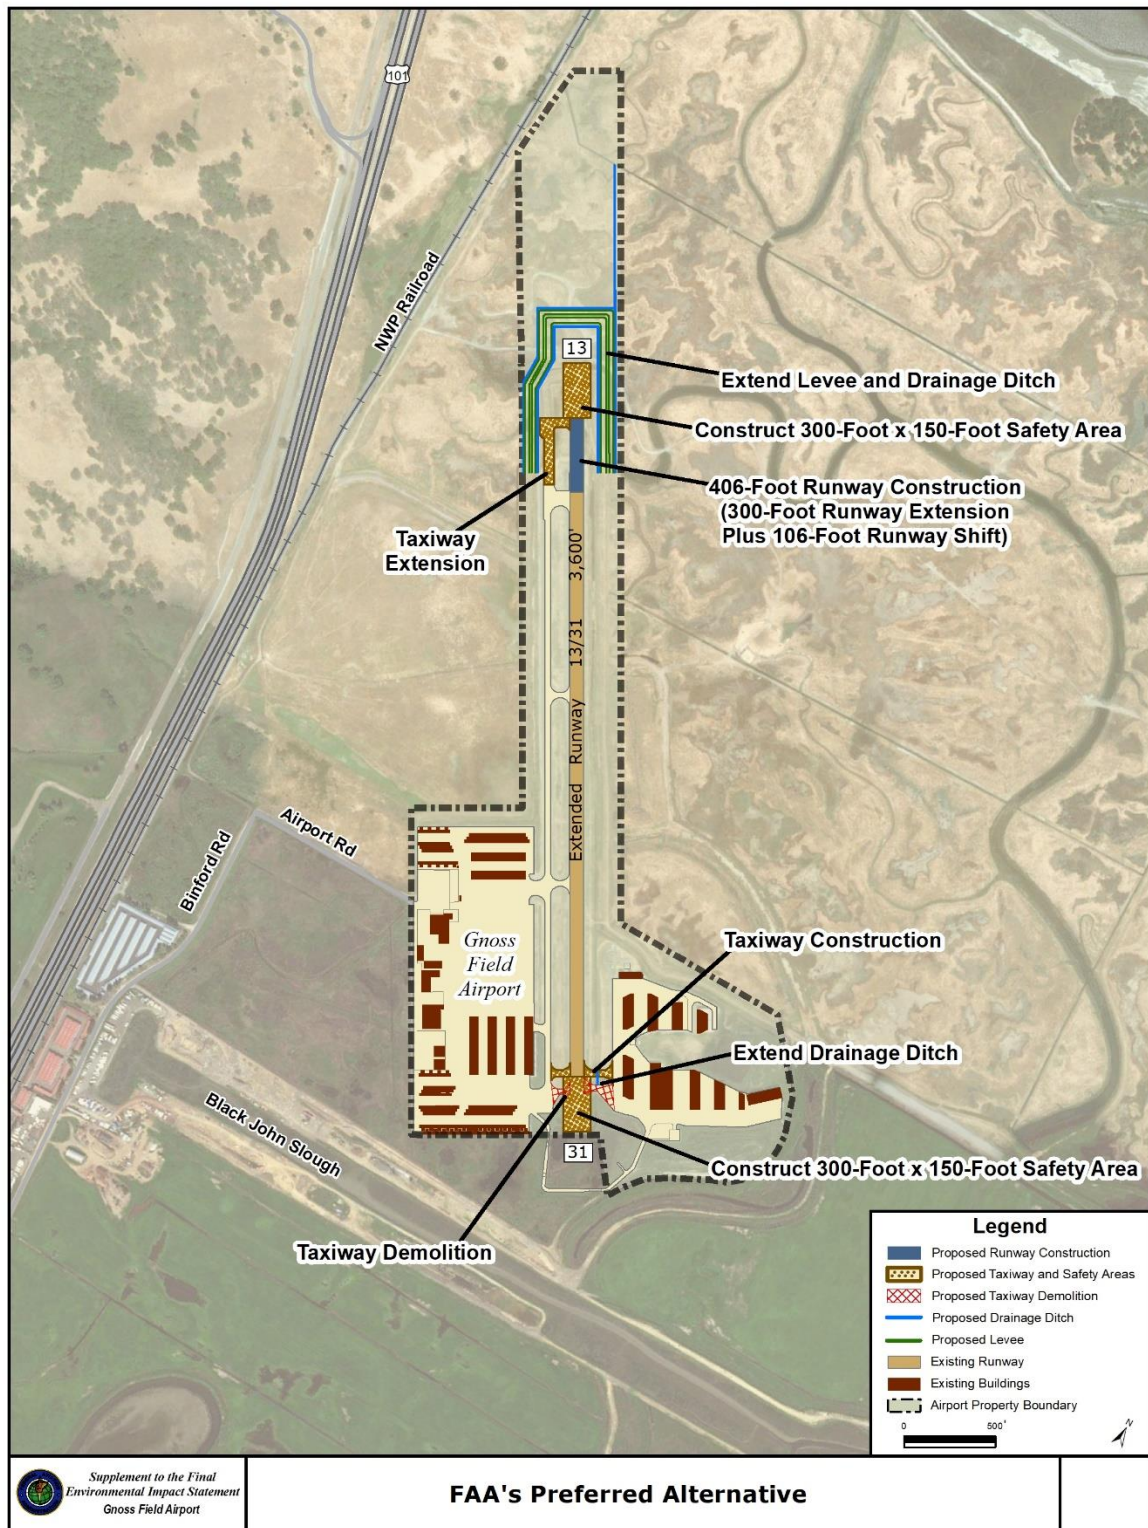 101
NWP Railroad
13
Extend Levee and Drainage Ditch
Construct 300-Foot x 150-Foot Safety Area
406-Foot Runway Construction
(300-Foot Runway Extension
Plus 106-Foot Runway Shift)
Taxiway
Extension
Extended Runway 13/31 3,600'
Airport Rd
Binford Rd
Gnoss
Field
Airport
Taxiway Construction
Extend Drainage Ditch
Black John Slough
31
Construct 300-Foot x 150-Foot Safety Area
Taxiway Demolition
Legend
Proposed Runway Construction
Proposed Taxiway and Safety Areas
Proposed Taxiway Demolition
Proposed Drainage Ditch
Proposed Levee
Existing Runway
Existing Buildings
Airport Property Boundary
0 500'
N
Supplement to the Final
Environmental Impact Statement
Gnoss Field Airport
FAA's Preferred Alternative